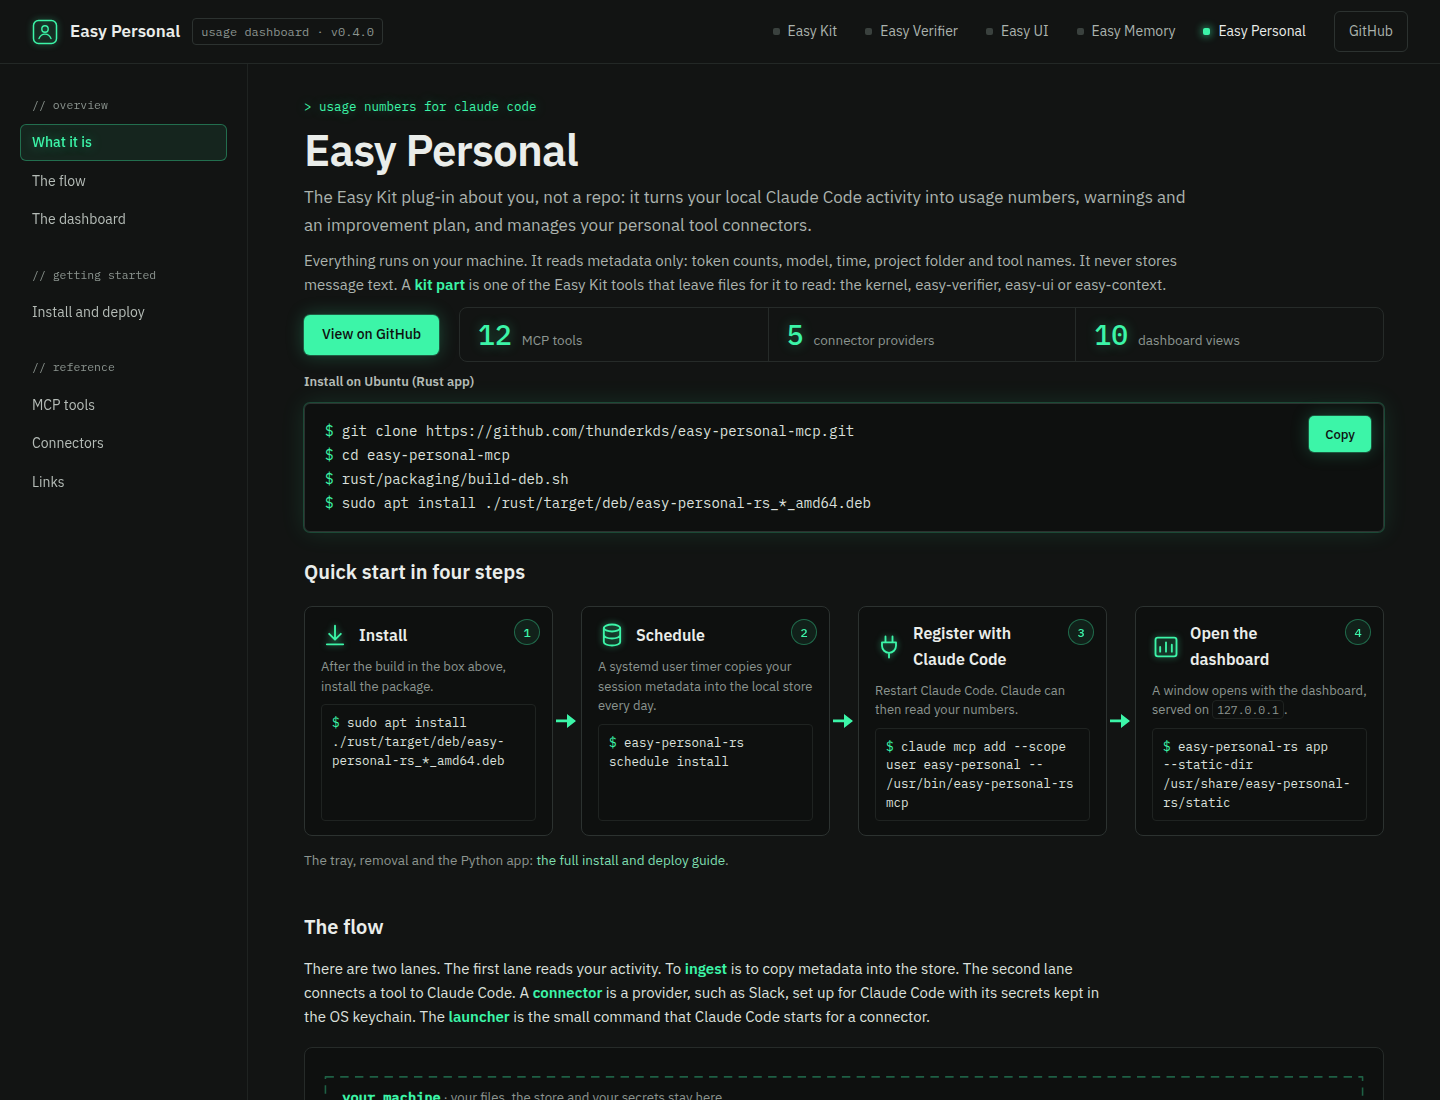 Easy Personal
usage dashboard · v0.4.0
Easy Kit
Easy Verifier
Easy UI
Easy Memory
Easy Personal
GitHub
// overview
What it is
The flow
The dashboard
// getting started
Install and deploy
// reference
MCP tools
Connectors
Links
> usage numbers for claude code
Easy Personal
The Easy Kit plug-in about you, not a repo: it turns your local Claude Code activity into usage numbers, warnings and
an improvement plan, and manages your personal tool connectors.
Everything runs on your machine. It reads metadata only: token counts, model, time, project folder and tool names. It never stores
message text. A kit part is one of the Easy Kit tools that leave files for it to read: the kernel, easy-verifier, easy-ui or easy-context.
View on GitHub
12 MCP tools
5 connector providers
10 dashboard views
Install on Ubuntu (Rust app)
$ git clone https://github.com/thunderkds/easy-personal-mcp.git
$ cd easy-personal-mcp
$ rust/packaging/build-deb.sh
$ sudo apt install ./rust/target/deb/easy-personal-rs_*_amd64.deb
Copy
Quick start in four steps
Install
1
After the build in the box above,
install the package.
$ sudo apt install
./rust/target/deb/easy-
personal-rs_*_amd64.deb
Schedule
2
A systemd user timer copies your
session metadata into the local store
every day.
$ easy-personal-rs
schedule install
Register with
Claude Code
3
Restart Claude Code. Claude can
then read your numbers.
$ claude mcp add --scope
user easy-personal --
/usr/bin/easy-personal-rs
mcp
Open the
dashboard
4
A window opens with the dashboard,
served on 127.0.0.1.
$ easy-personal-rs app
--static-dir
/usr/share/easy-personal-
rs/static
The tray, removal and the Python app: the full install and deploy guide.
The flow
There are two lanes. The first lane reads your activity. To ingest is to copy metadata into the store. The second lane
connects a tool to Claude Code. A connector is a provider, such as Slack, set up for Claude Code with its secrets kept in
the OS keychain. The launcher is the small command that Claude Code starts for a connector.
your machine · your files, the store and your secrets stay here